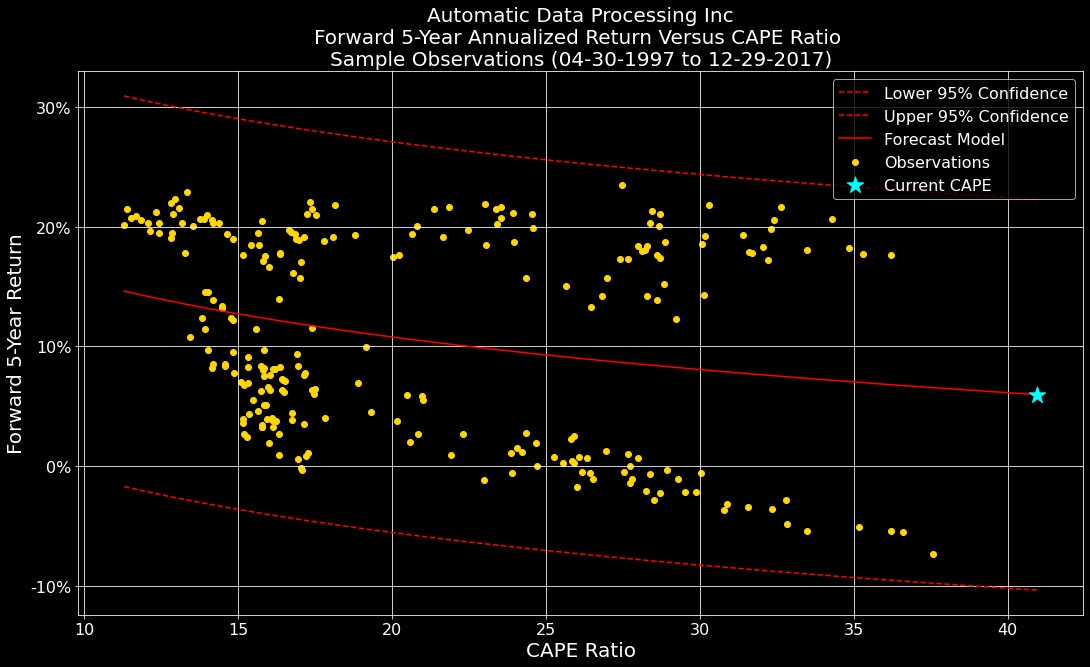 Automatic Data Processing Inc
Forward 5-Year Annualized Return Versus CAPE Ratio
Sample Observations (04-30-1997 to 12-29-2017)
Lower 95% Confidence
Upper 95% Confidence
Forecast Model
Observations
Current CAPE
Forward 5-Year Return
30%
20%
10%
0%
-10%
10 15 20 25 30 35 40
CAPE Ratio